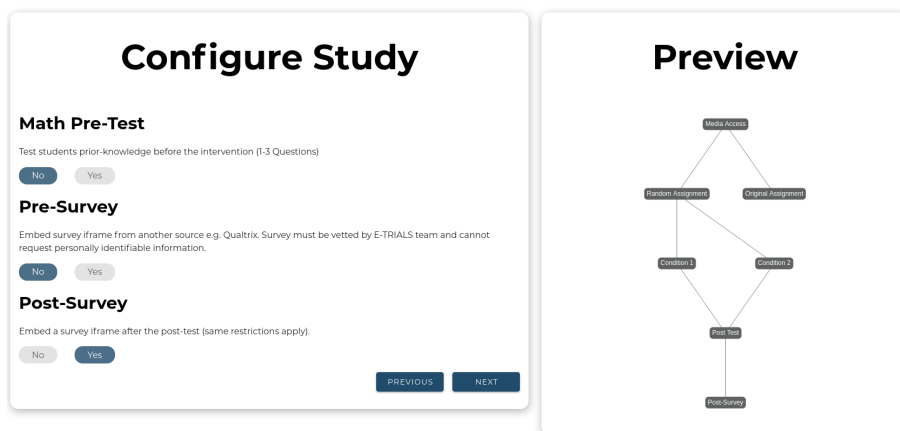 Configure Study
Math Pre-Test
Test students prior-knowledge before the intervention (1-3 Questions)
No Yes
Pre-Survey
Embed survey iframe from another source e.g. Qualtrix. Survey must be vetted by E-TRIALS team and cannot
request personally identifiable information.
No Yes
Post-Survey
Embed a survey iframe after the post-test (same restrictions apply).
No Yes
PREVIOUS NEXT
Preview
Media Access
Random Assignment Original Assignment
Condition 1 Condition 2
Post Test
Post-Survey